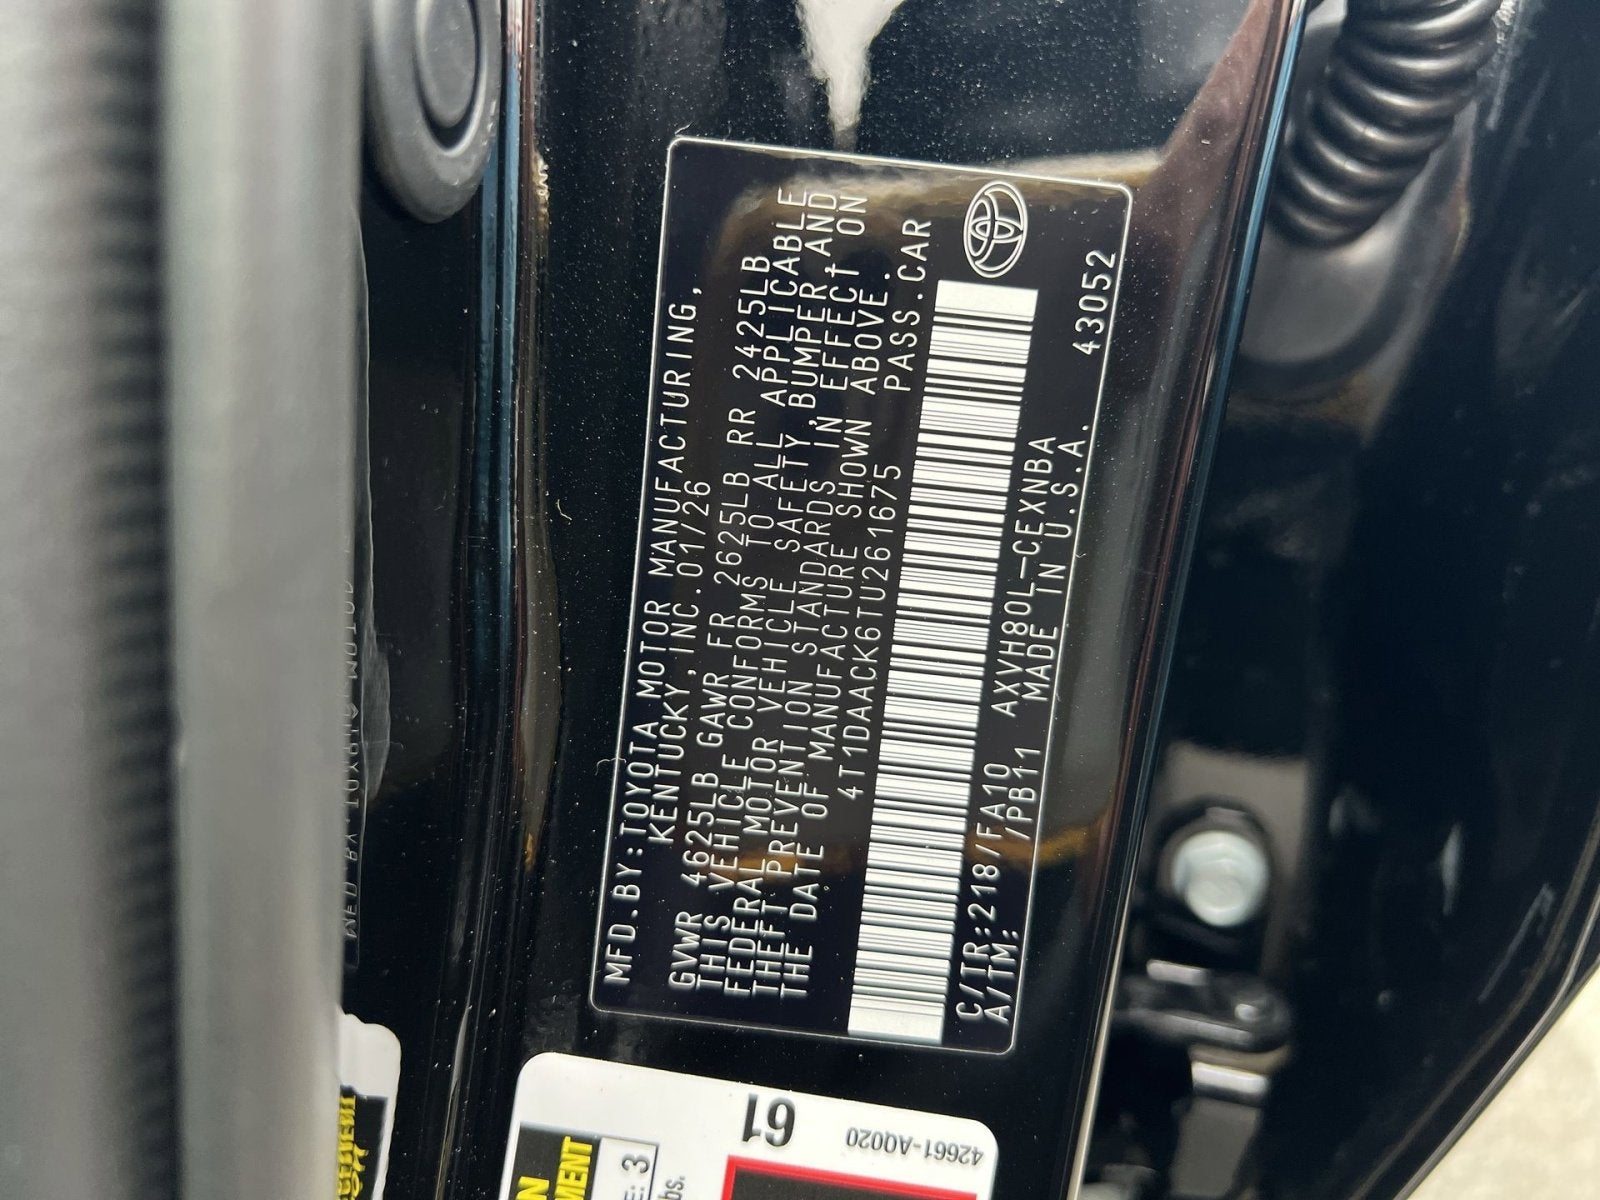 MFD.BY:TOYOTA MOTOR MANUFACTURING,
KENTUCKY,INC.01/26
GVWR 4625LB GAWR FR 2625LB RR 2425LB
THIS VEHICLE CONFORMS TO ALL APPLICABLE
FEDERAL MOTOR VEHICLE SAFETY,BUMPER,AND
THEFT PREVENTION STANDARDS IN EFFECT ON
THE DATE OF MANUFACTURE SHOWN ABOVE.
4T1DAACK6TU261675 PASS.CAR
C/TR:218/FA10 AXVH80L-CEXNBA
A/TM: /PB11 MADE IN U.S.A. 43052
61
42661-AQ020
3